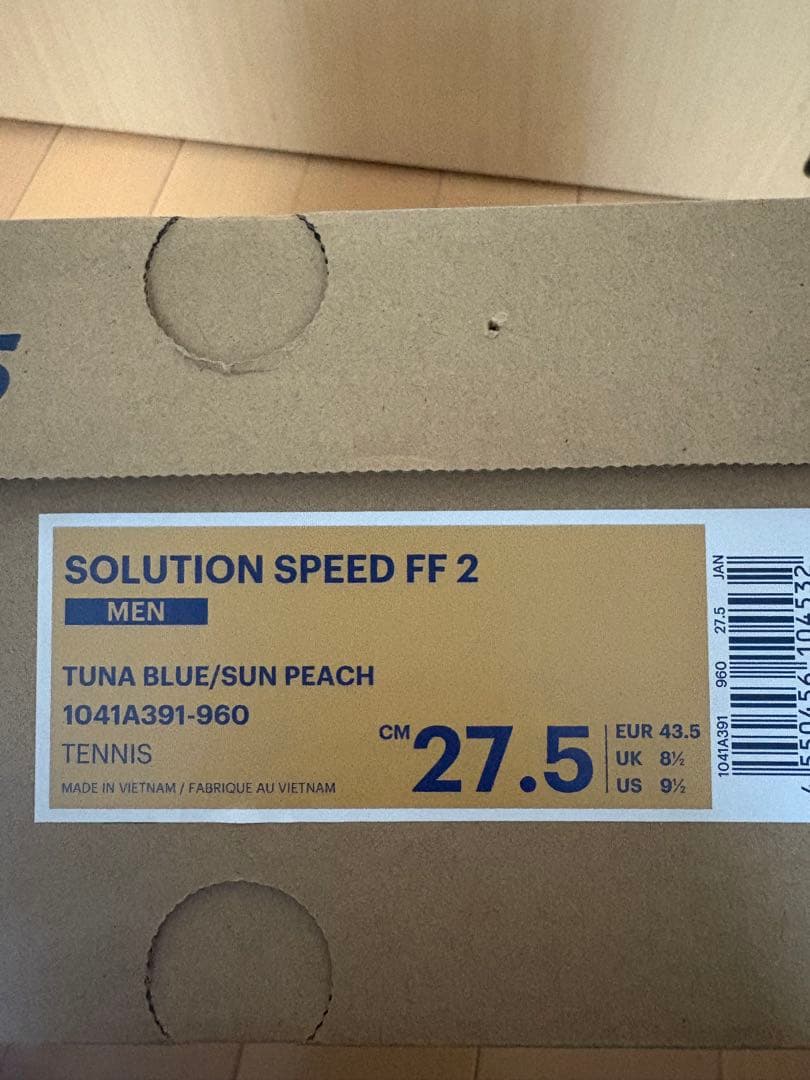 SOLUTION SPEED FF 2
MEN
TUNA BLUE/SUN PEACH
1041A391-960
TENNIS
MADE IN VIETNAM / FABRIQUE AU VIETNAM
CM 27.5
EUR 43.5
UK 8½
US 9½
1041A391 960 27.5 JAN